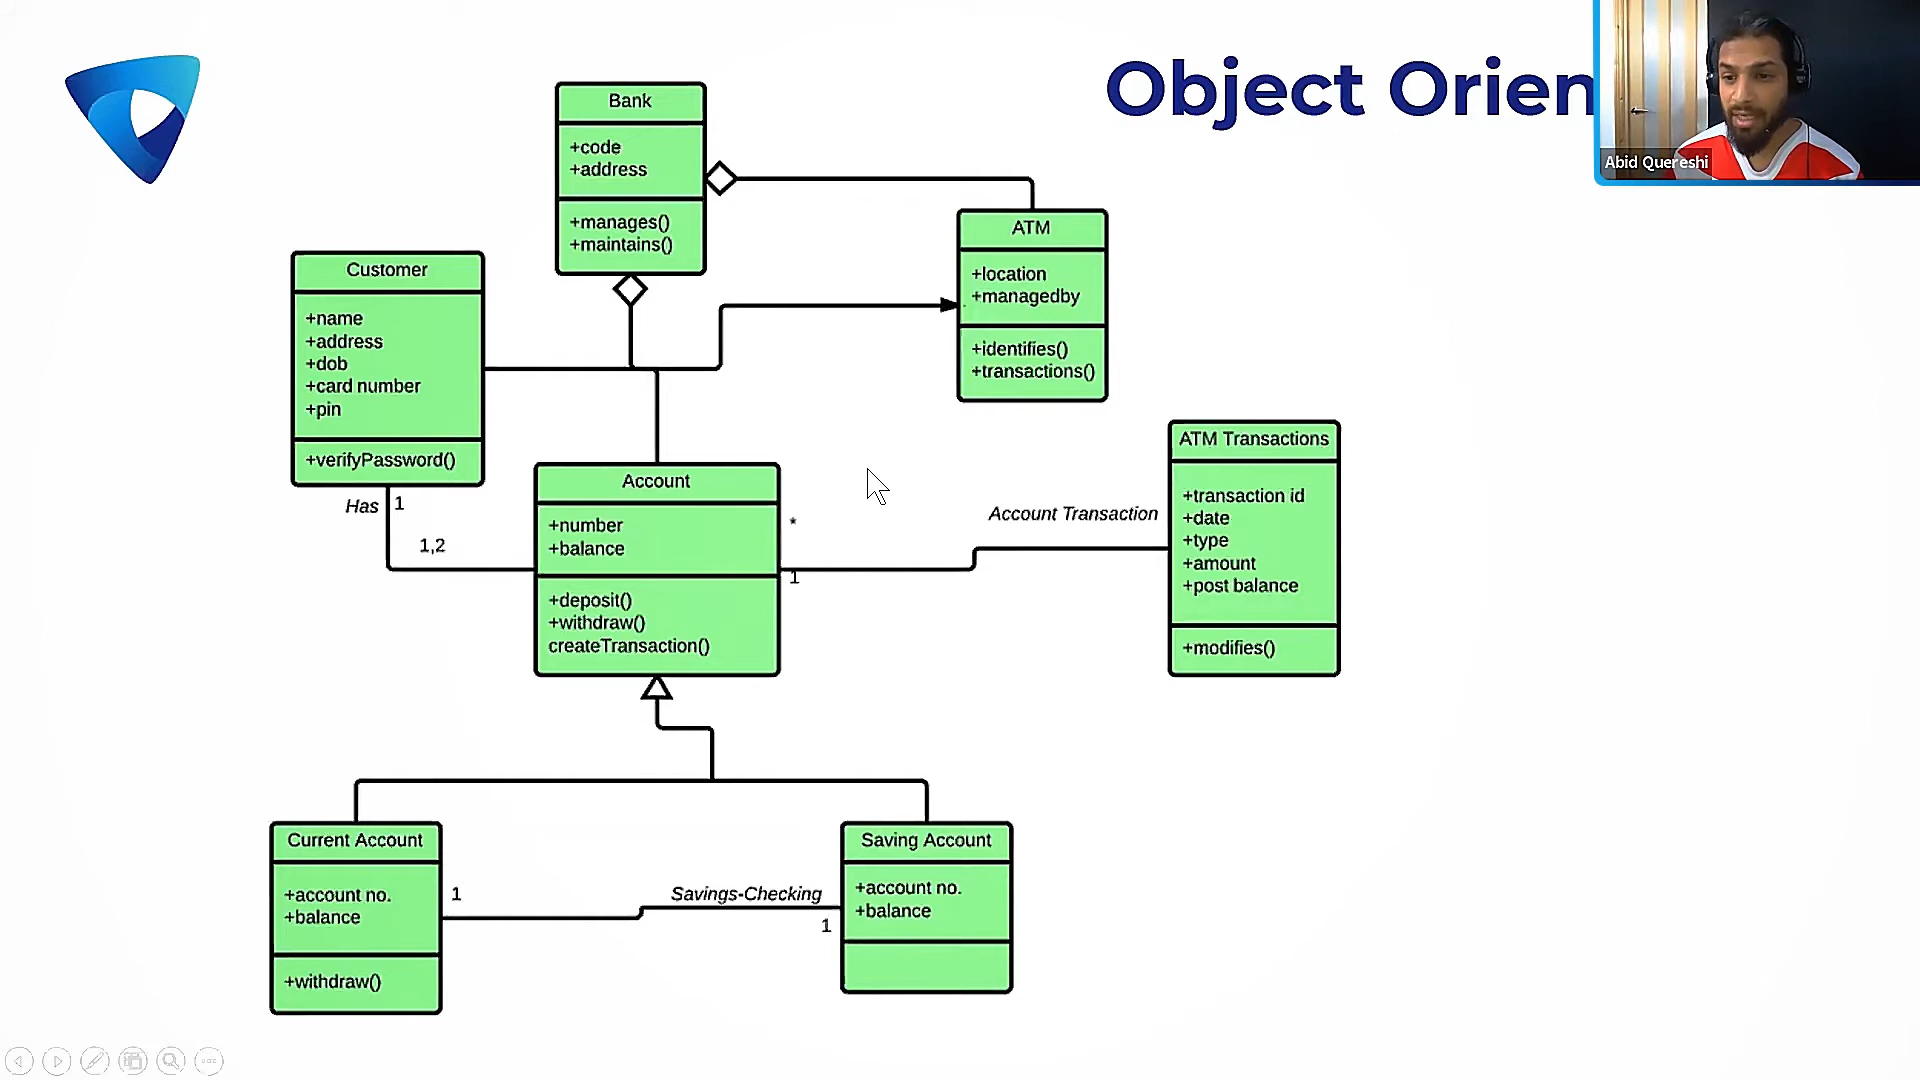 Object Orien
Abid Quereshi
Bank
+code
+address
+manages()
+maintains()
ATM
+location
+managedby
+identifies()
+transactions()
Customer
+name
+address
+dob
+card number
+pin
+verifyPassword()
Has
1
1,2
Account
+number
+balance
+deposit()
+withdraw()
createTransaction()
*
1
Account Transaction
ATM Transactions
+transaction id
+date
+type
+amount
+post balance
+modifies()
Current Account
+account no.
+balance
+withdraw()
1
Savings-Checking
1
Saving Account
+account no.
+balance